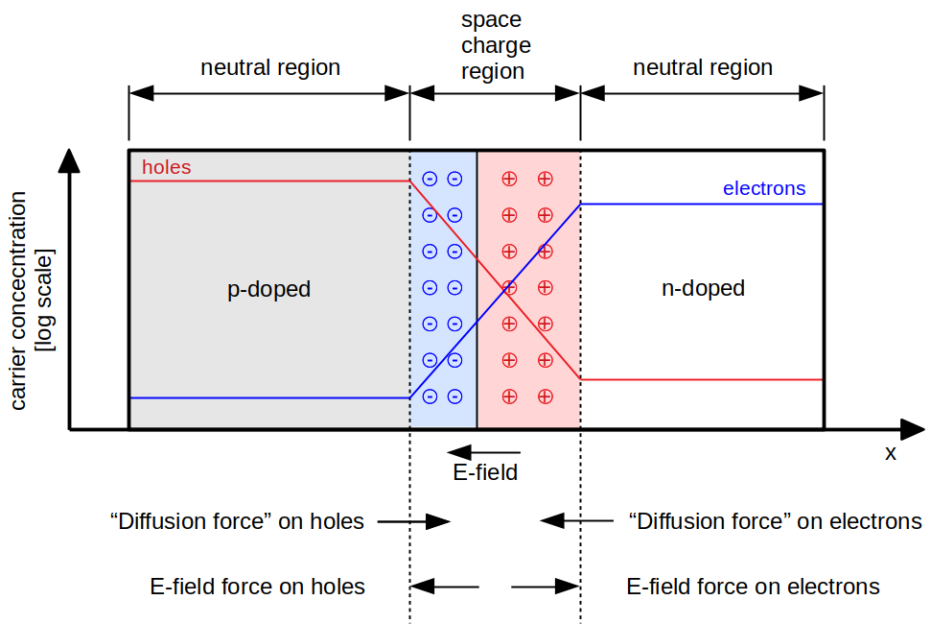 space
charge
region
neutral region
neutral region
holes
electrons
carrier concecntration
[log scale]
p-doped
n-doped
x
E-field
“Diffusion force” on holes
“Diffusion force” on electrons
E-field force on holes
E-field force on electrons